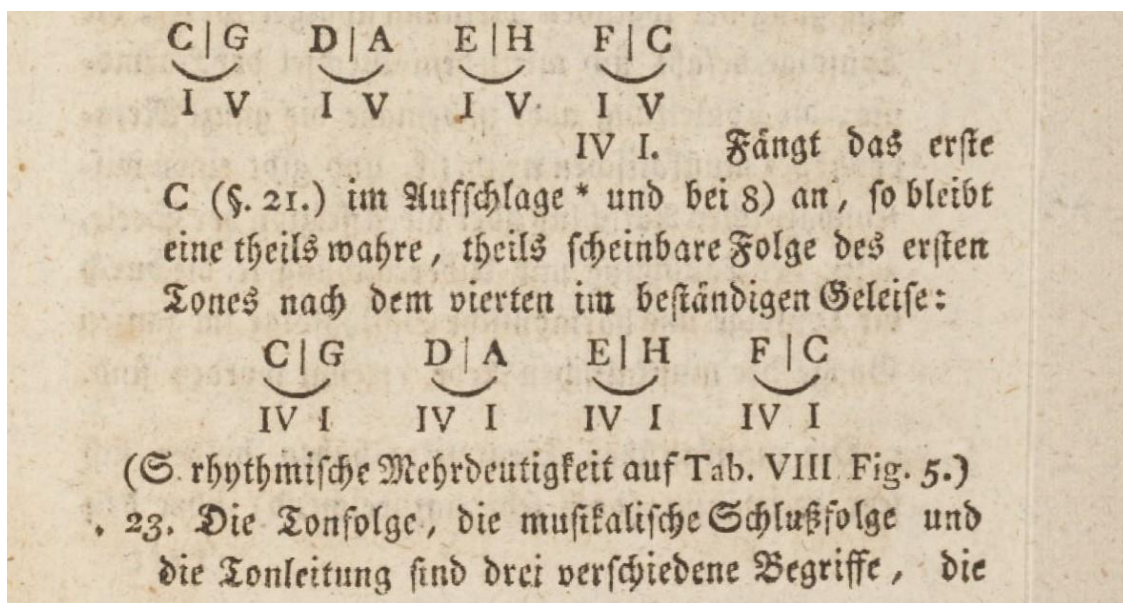 C | G D | A E | H F | C
I V I V I V. I V
IV I. Fängt das erſte
C (§. 21.) im Aufſchlage * und bei 8) an, ſo bleibt
eine theils wahre, theils ſcheinbare Folge des erſten
Tones nach dem vierten im beſtändigen Geleiſe:
C | G D | A E | H F | C
IV I IV I IV I IV I
(S. rhythmiſche Mehrdeutigkeit auf Tab. VIII Fig. 5.)
23. Die Tonfolge, die muſikaliſche Schlußfolge und
die Tonleitung ſind drei verſchiedene Begriffe, die